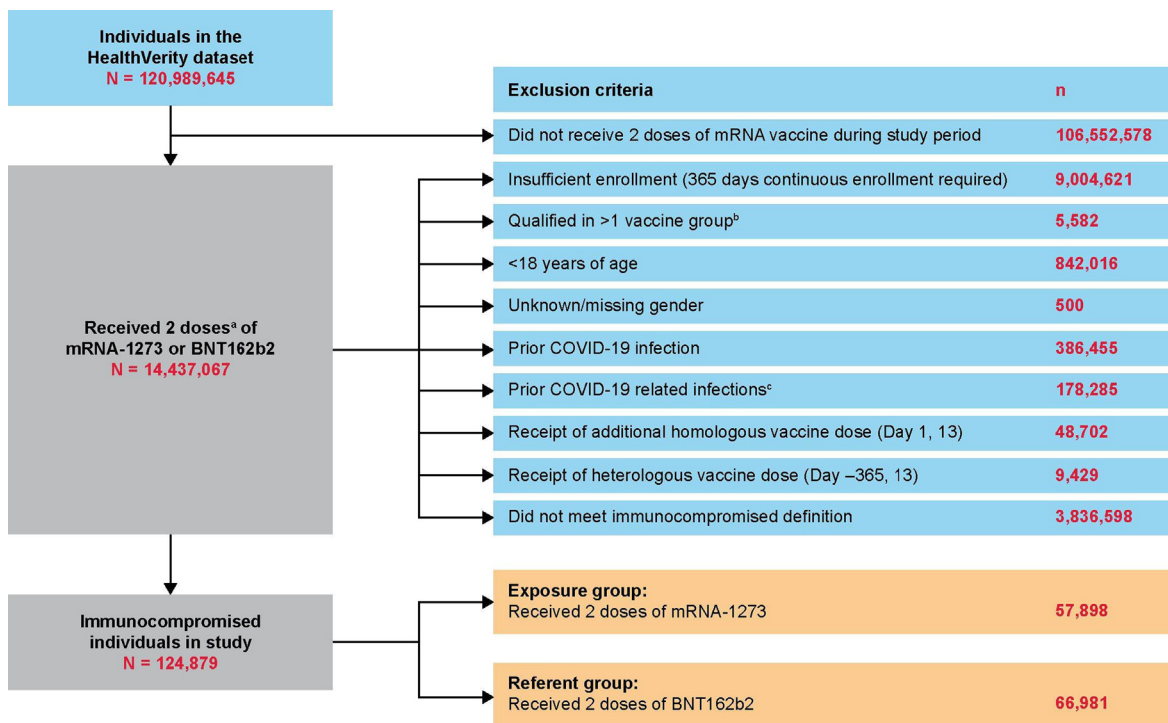 Individuals in the
HealthVerity dataset
N = 120,989,645
Exclusion criteria n
Did not receive 2 doses of mRNA vaccine during study period 106,552,578
Insufficient enrollment (365 days continuous enrollment required) 9,004,621
Qualified in >1 vaccine groupᵇ 5,582
<18 years of age 842,016
Unknown/missing gender 500
Prior COVID-19 infection 386,455
Prior COVID-19 related infectionsᶜ 178,285
Receipt of additional homologous vaccine dose (Day 1, 13) 48,702
Receipt of heterologous vaccine dose (Day –365, 13) 9,429
Did not meet immunocompromised definition 3,836,598
Received 2 dosesᵃ of
mRNA-1273 or BNT162b2
N = 14,437,067
Immunocompromised
individuals in study
N = 124,879
Exposure group:
Received 2 doses of mRNA-1273 57,898
Referent group:
Received 2 doses of BNT162b2 66,981